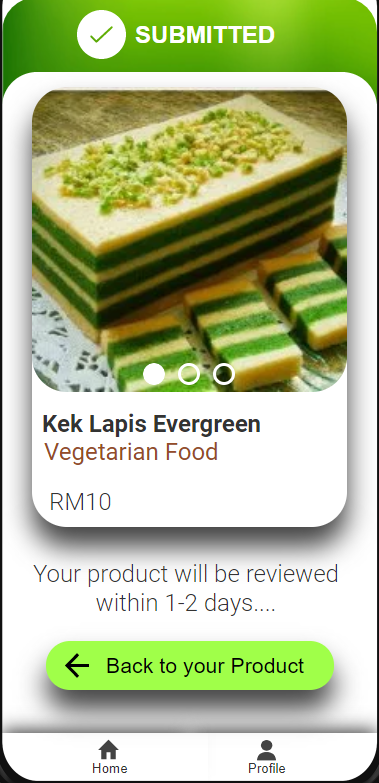 SUBMITTED
Kek Lapis Evergreen
Vegetarian Food
RM10
Your product will be reviewed
within 1-2 days....
Back to your Product
Home
Profile